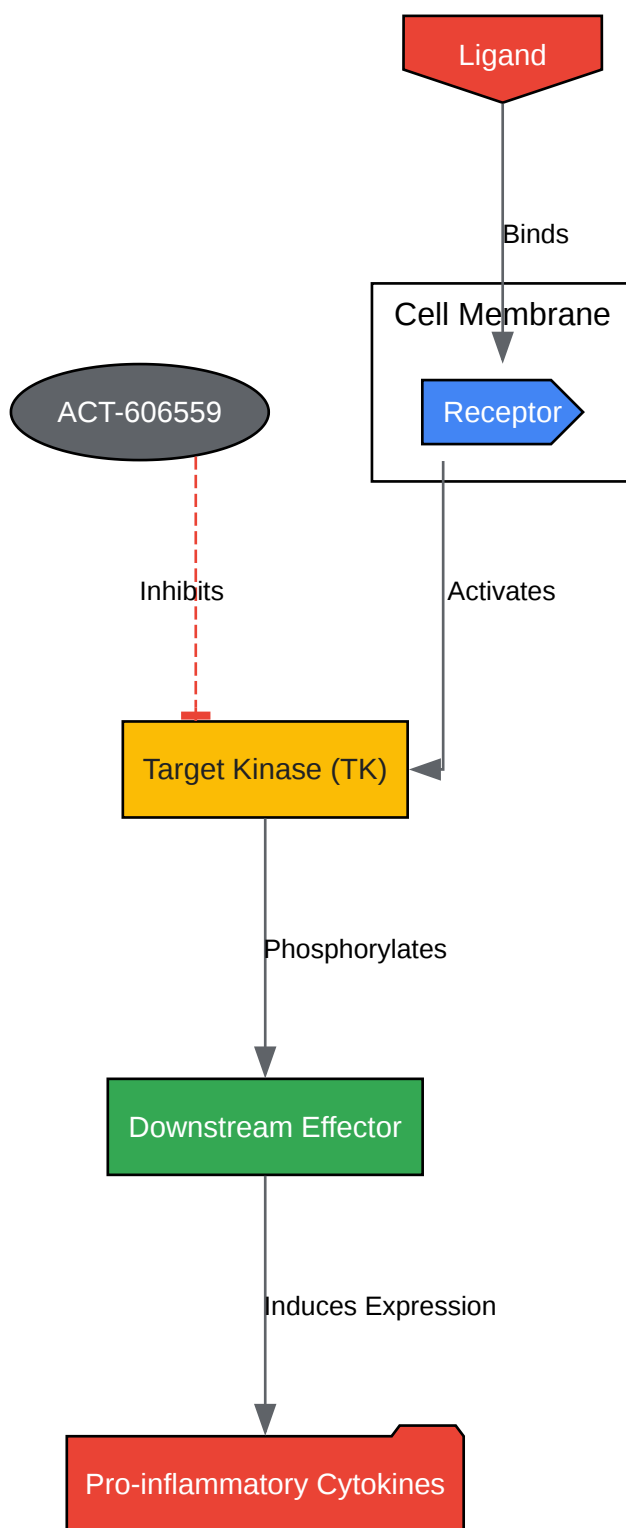 Ligand
Binds
Cell Membrane
Receptor
ACT-606559
Inhibits
Activates
Target Kinase (TK)
Phosphorylates
Downstream Effector
Induces Expression
Pro-inflammatory Cytokines